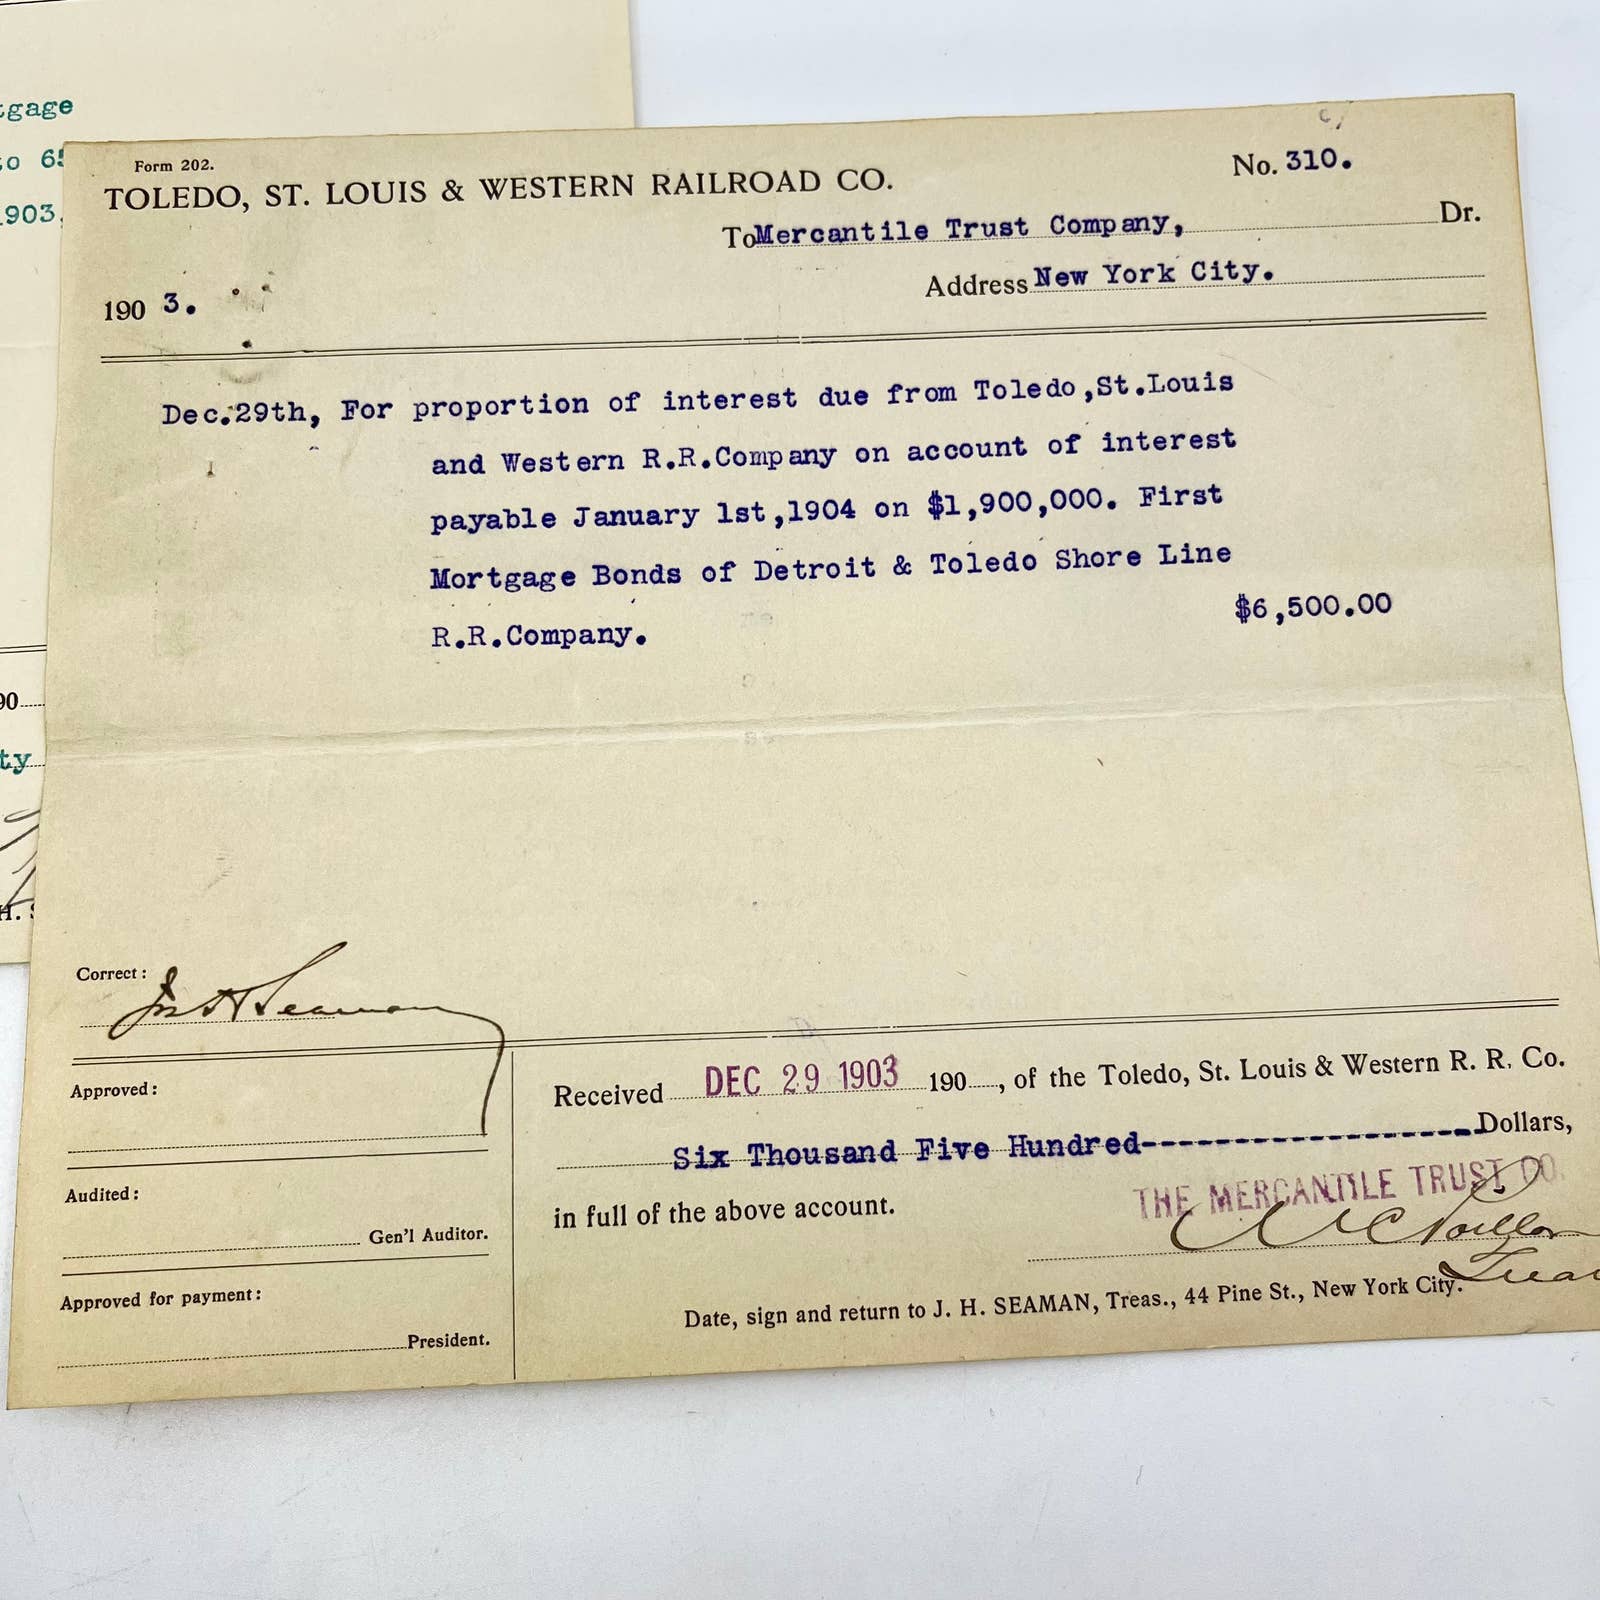 tgage
to 65
1903,
90
ty
H. S
Form 202.
TOLEDO, ST. LOUIS & WESTERN RAILROAD CO.
No. 310.
To Mercantile Trust Company, Dr.
Address New York City.
190 3.
Dec.29th, For proportion of interest due from Toledo,St.Louis
and Western R.R.Company on account of interest
payable January 1st,1904 on $1,900,000. First
Mortgage Bonds of Detroit & Toledo Shore Line
R.R.Company. $6,500.00
Correct:
Jos H Seaman
Approved:
Audited:
Gen'l Auditor.
Approved for payment:
President.
Received DEC 29 1903 190 , of the Toledo, St. Louis & Western R. R. Co.
Six Thousand Five Hundred------------------- Dollars,
in full of the above account.
THE MERCANTILE TRUST CO.
Date, sign and return to J. H. SEAMAN, Treas., 44 Pine St., New York City.